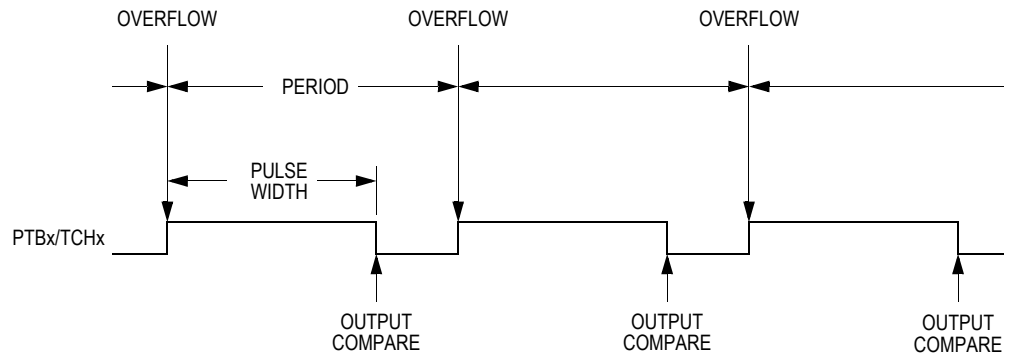 OVERFLOW
OVERFLOW
OVERFLOW
PERIOD
PULSE
WIDTH
PTBx/TCHx
OUTPUT
COMPARE
OUTPUT
COMPARE
OUTPUT
COMPARE